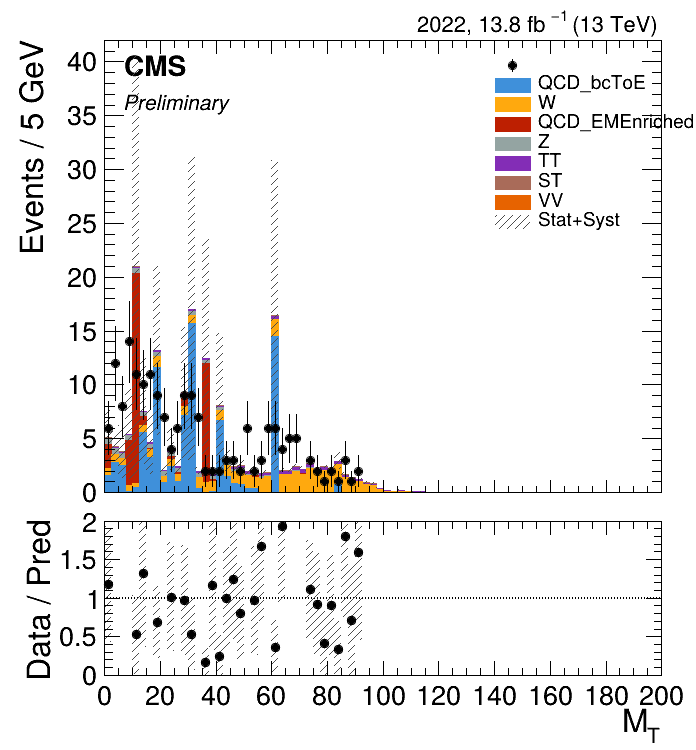 2022, 13.8 fb⁻¹ (13 TeV)
CMS
Preliminary
Events / 5 GeV
40
35
30
25
20
15
10
5
0
QCD_bcToE
W
QCD_EMEnriched
Z
TT
ST
VV
Stat+Syst
Data / Pred
2
1.5
1
0.5
0
0 20 40 60 80 100 120 140 160 180 200
M_T